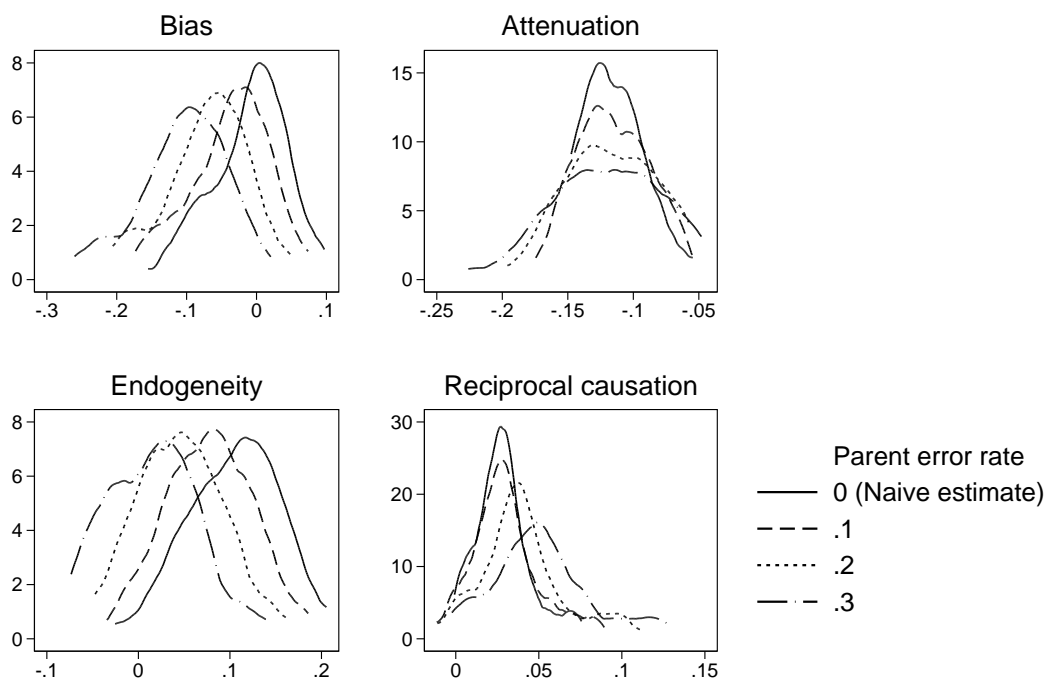 Bias
8
6
4
2
0
-.3 -.2 -.1 0 .1
Attenuation
15
10
5
0
-.25 -.2 -.15 -.1 -.05
Endogeneity
8
6
4
2
0
-.1 0 .1 .2
Reciprocal causation
30
20
10
0
0 .05 .1 .15
Parent error rate
0 (Naive estimate)
.1
.2
.3